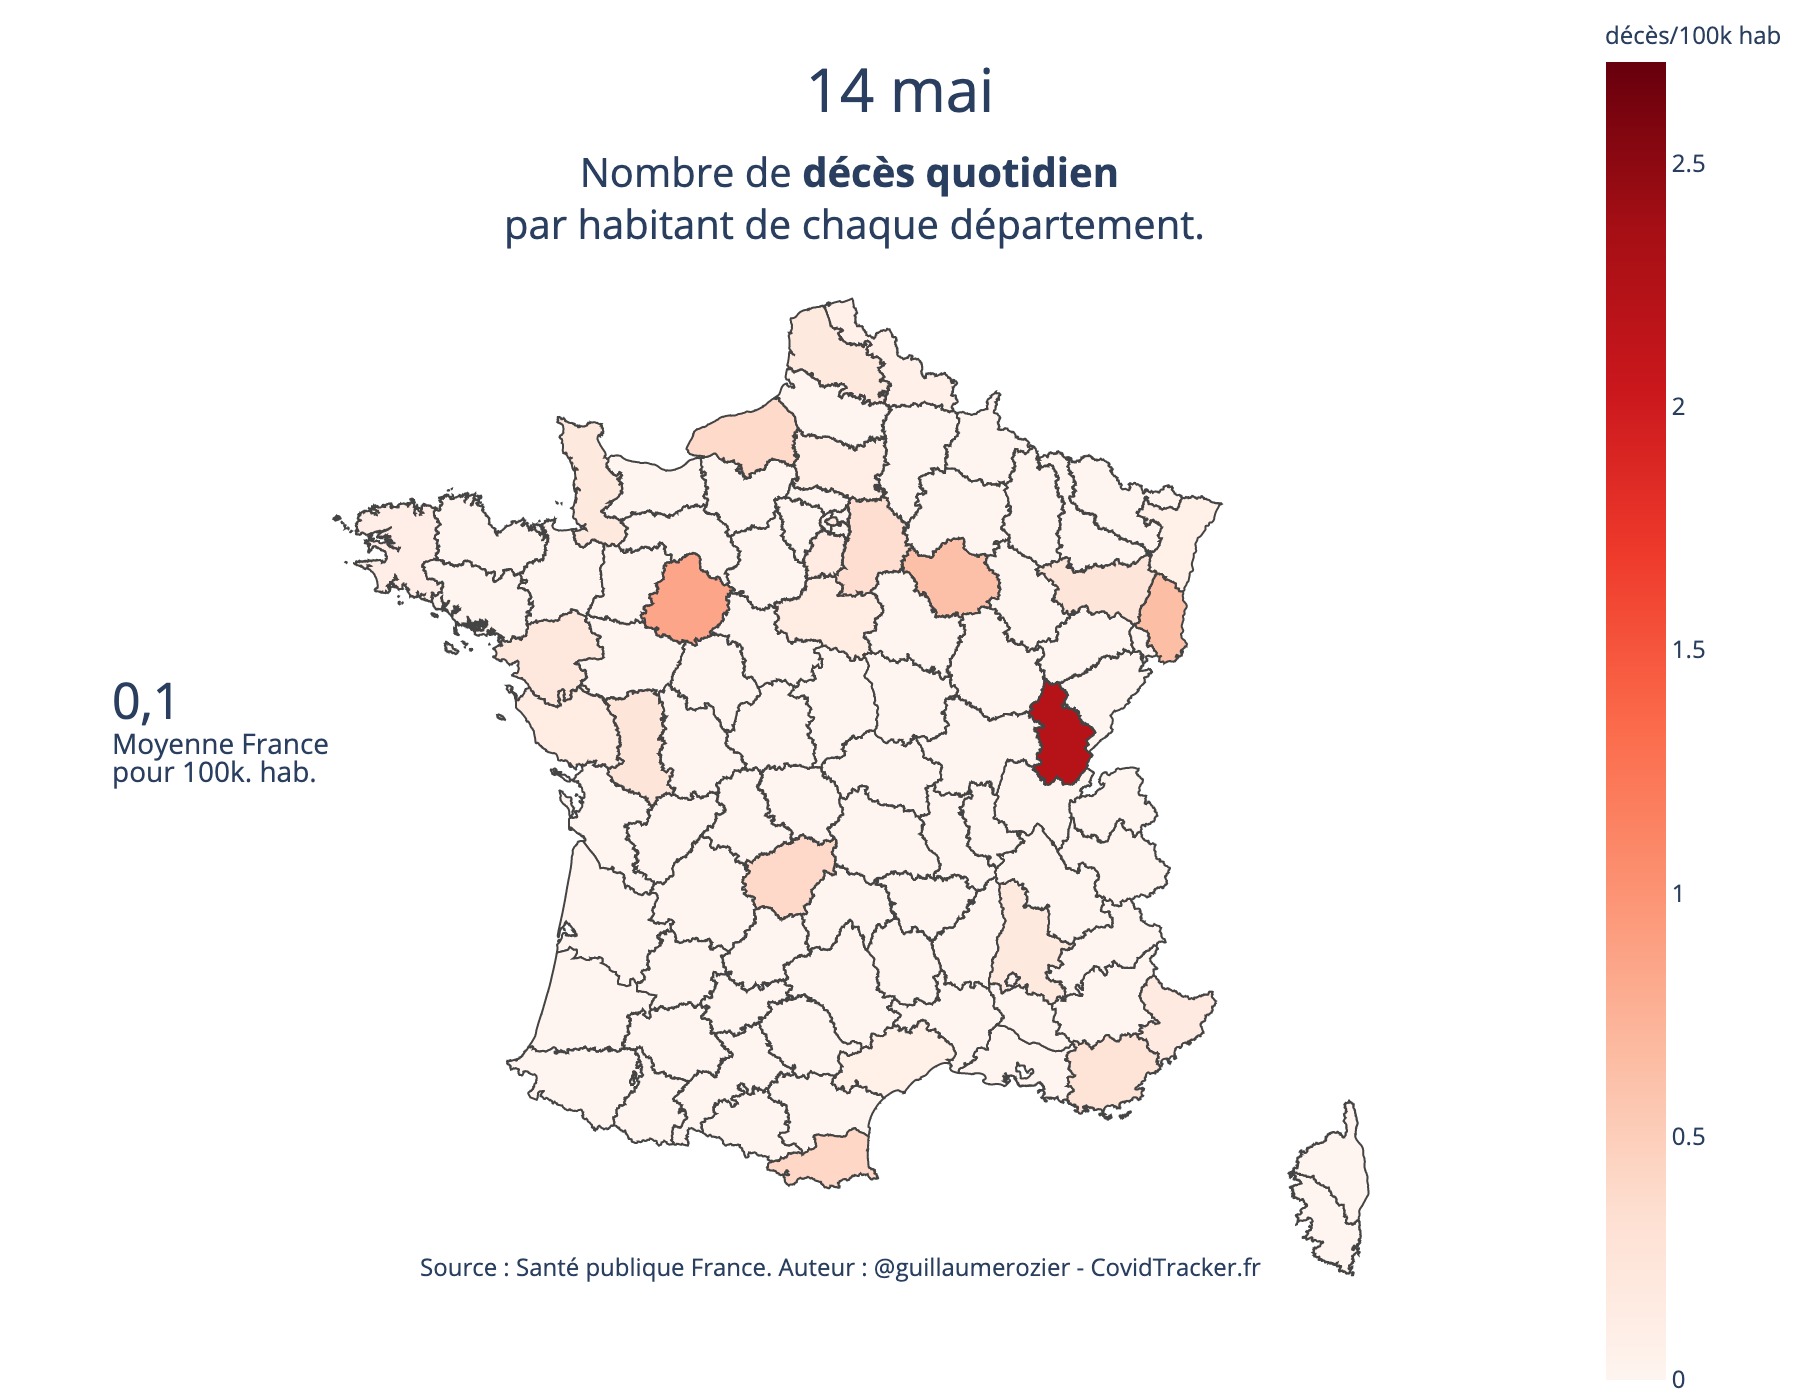 décès/100k hab
14 mai
Nombre de décès quotidien
par habitant de chaque département.
2.5
2
1.5
1
0.5
0
0,1
Moyenne France
pour 100k. hab.
Source : Santé publique France. Auteur : @guillaumerozier - CovidTracker.fr